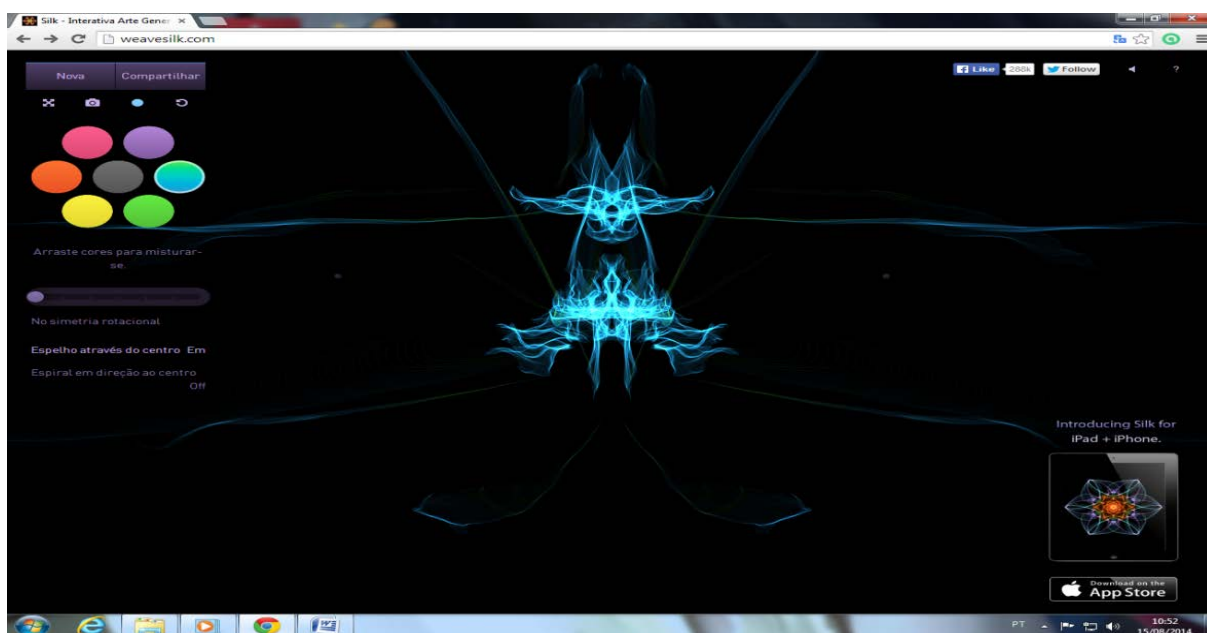 Silk - Interativa Arte Gener
weavesilk.com
Nova Compartilhar
Like 288k Follow ?
Arraste cores para misturar-
se.
No simetria rotacional
Espelho através do centro Em
Espiral em direção ao centro
Off
Introducing Silk for
iPad + iPhone.
Download on the
App Store
PT 10:52
15/08/2014